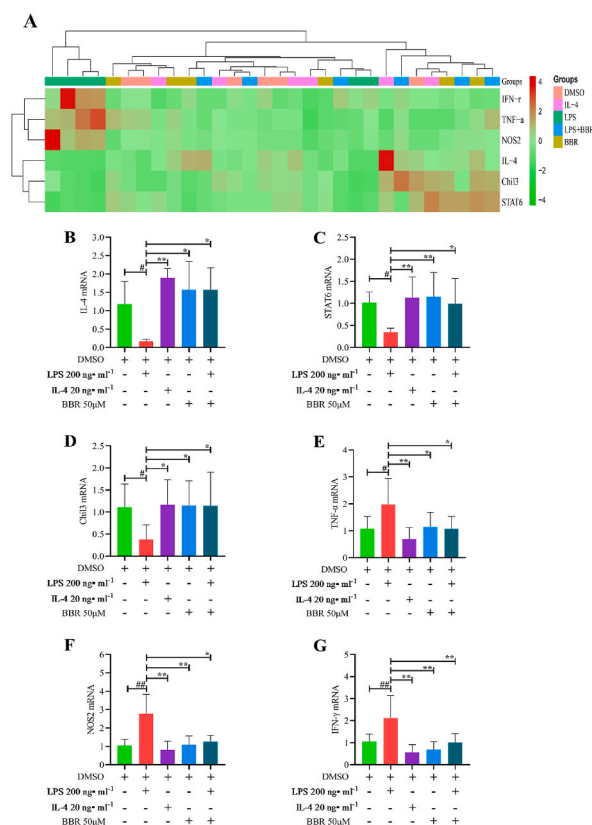 A
Groups
IFN-r
TNF-a
NOS2
IL-4
Chil3
STAT6
4
2
0
-2
-4
Groups
DMSO
IL-4
LPS
LPS+BBR
BBR
B
IL-4 mRNA
3.0
2.5
2.0
1.5
1.0
0.5
0.0
# ** * *
DMSO + + + + +
LPS 200 ng• ml-1 - + - - +
IL-4 20 ng• ml-1 - - + - -
BBR 50μM - - - + +
C
STAT6 mRNA
2.5
2.0
1.5
1.0
0.5
0.0
# ** ** *
DMSO + + + + +
LPS 200 ng• ml-1 - + - - +
IL-4 20 ng• ml-1 - - + - -
BBR 50μM - - - + +
D
Chil3 mRNA
2.5
2.0
1.5
1.0
0.5
0.0
# * * *
DMSO + + + + +
LPS 200 ng• ml-1 - + - - +
IL-4 20 ng• ml-1 - - + - -
BBR 50μM - - - + +
E
TNF-α mRNA
4
3
2
1
0
# ** * *
DMSO + + + + +
LPS 200 ng• ml-1 - + - - +
IL-4 20 ng• ml-1 - - + - -
BBR 50μM - - - + +
F
NOS2 mRNA
6
5
4
3
2
1
0
## ** ** *
DMSO + + + + +
LPS 200 ng• ml-1 - + - - +
IL-4 20 ng• ml-1 - - + - -
BBR 50μM - - - + +
G
IFN-γ mRNA
5
4
3
2
1
0
## ** ** **
DMSO + + + + +
LPS 200 ng• ml-1 - + - - +
IL-4 20 ng• ml-1 - - + - -
BBR 50μM - - - + +